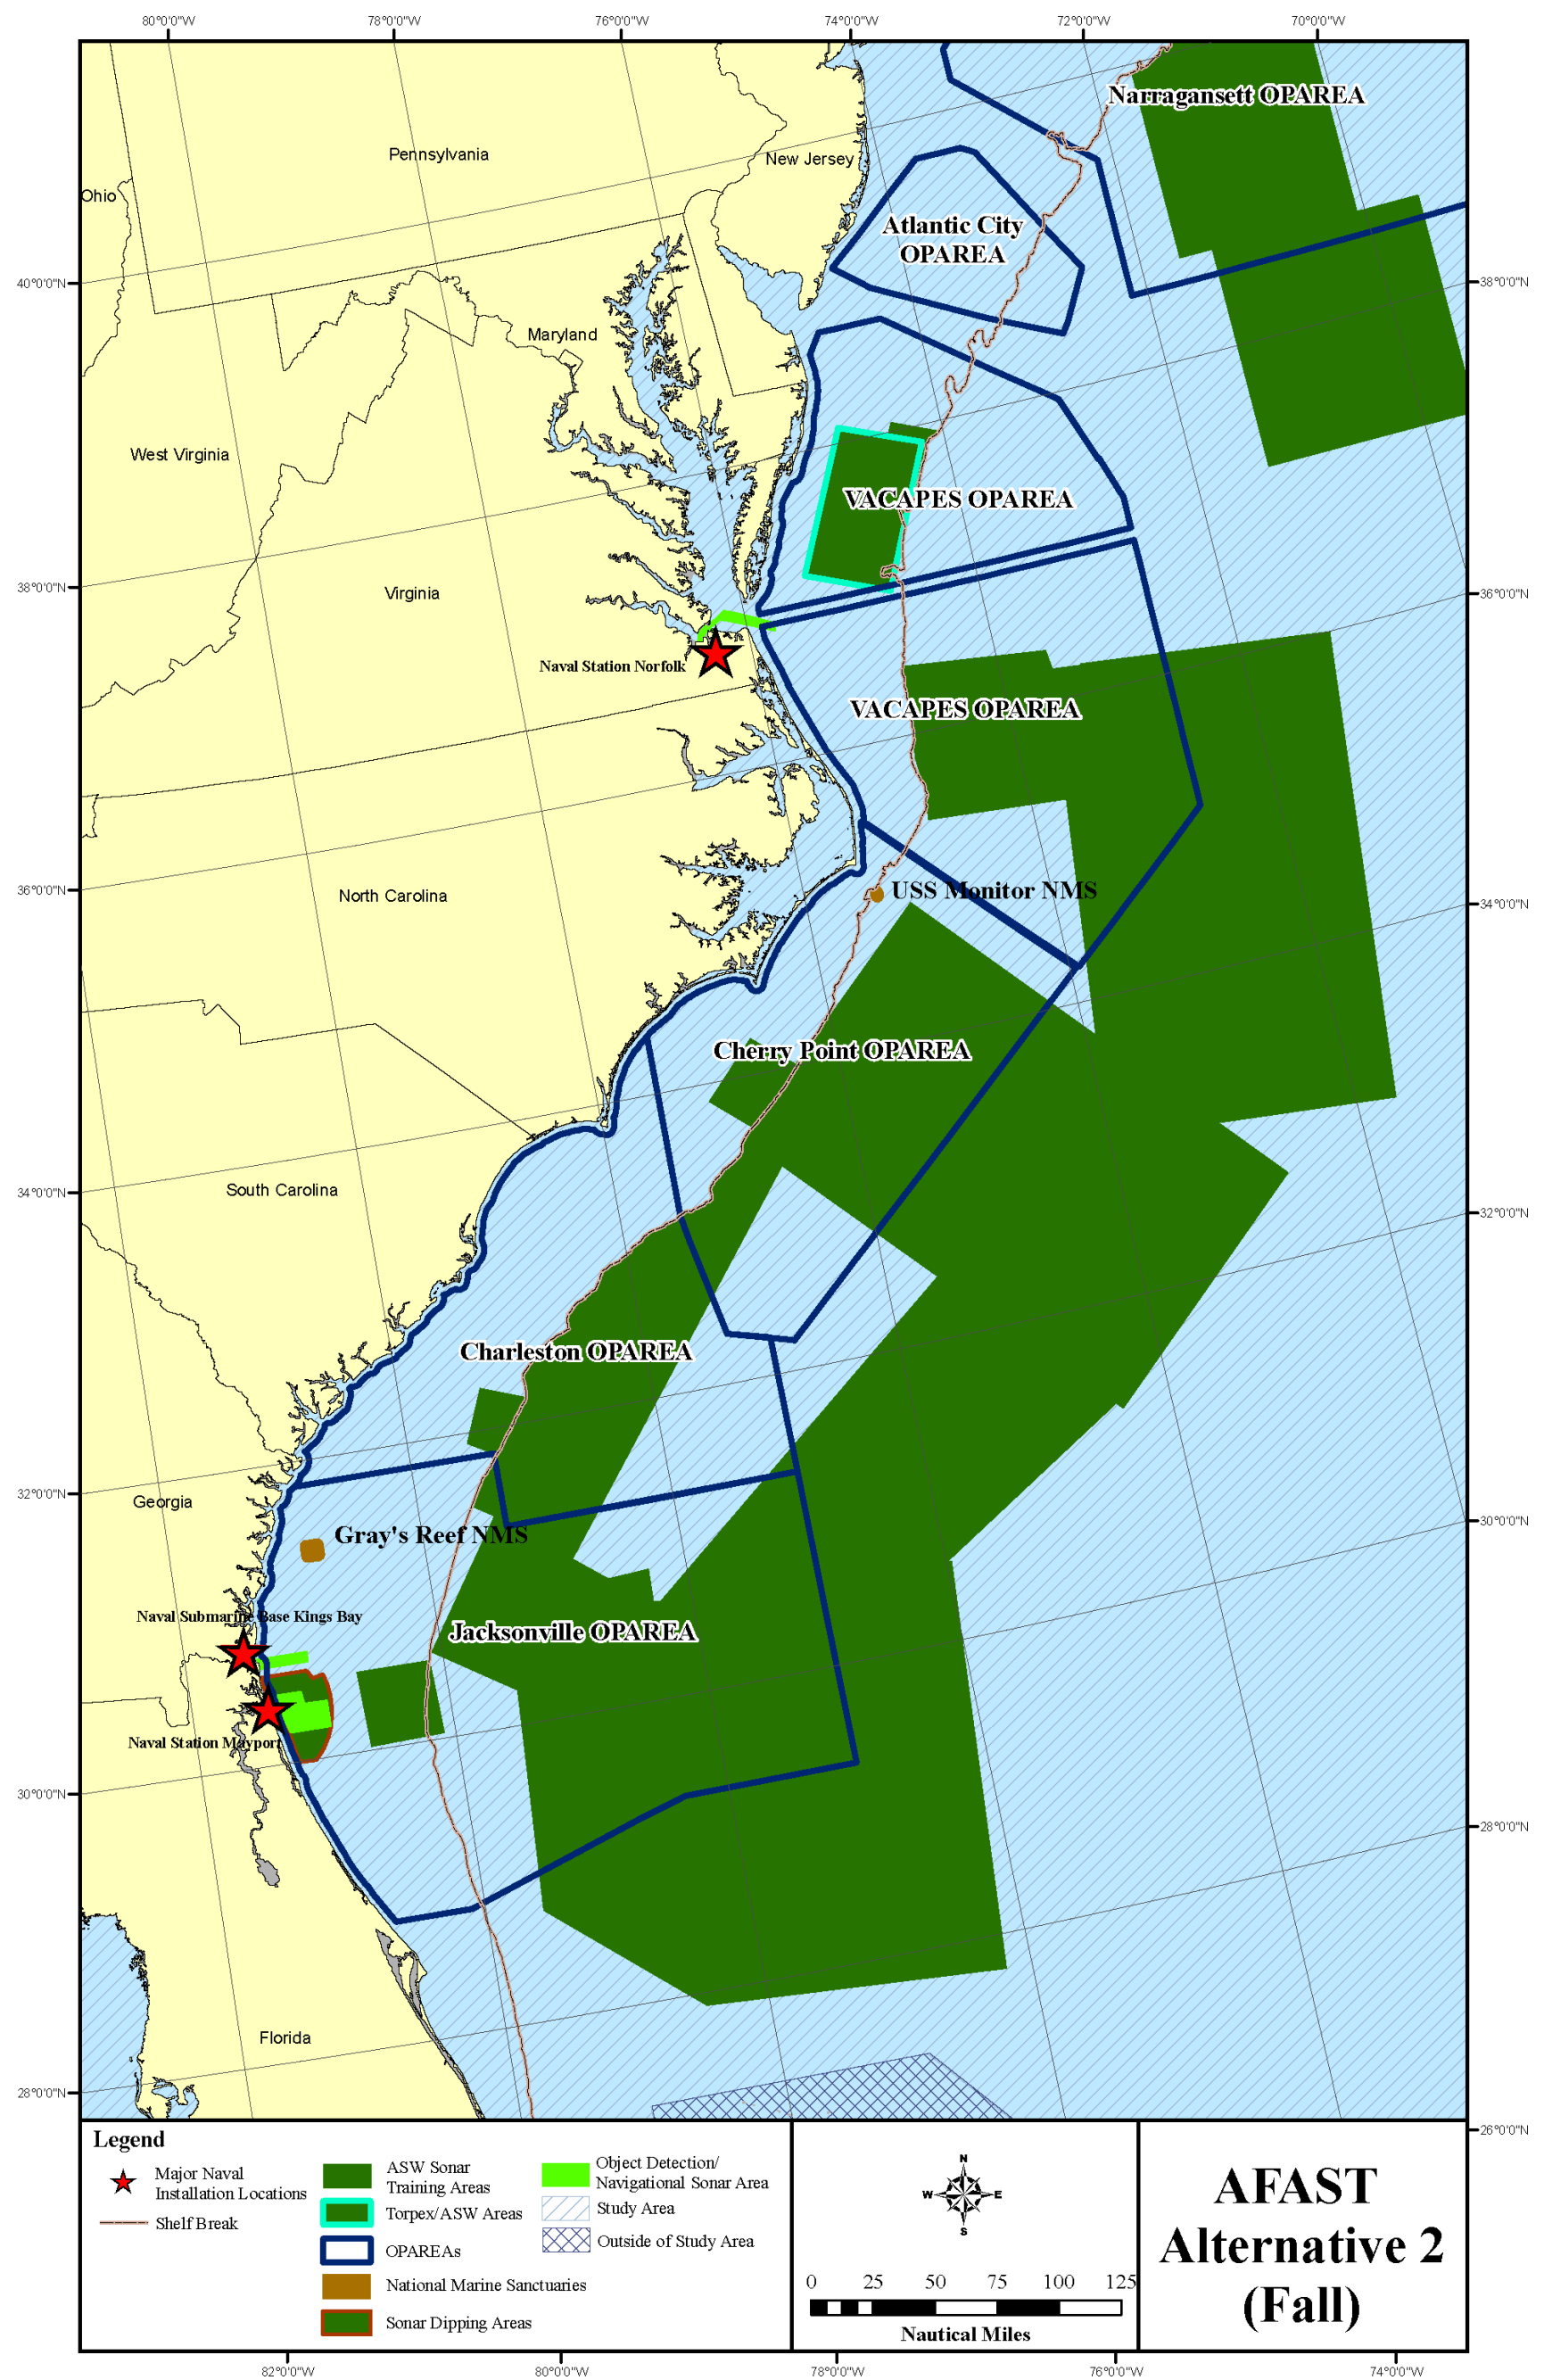 80°0'0"W
78°0'0"W
76°0'0"W
74°0'0"W
72°0'0"W
70°0'0"W
Narragansett OPAREA
Pennsylvania
New Jersey
Ohio
Atlantic City
OPAREA
40°0'0"N
38°0'0"N
Maryland
West Virginia
VACAPES OPAREA
38°0'0"N
36°0'0"N
Virginia
Naval Station Norfolk
VACAPES OPAREA
36°0'0"N
34°0'0"N
North Carolina
USS Monitor NMS
Cherry Point OPAREA
South Carolina
34°0'0"N
32°0'0"N
Charleston OPAREA
32°0'0"N
30°0'0"N
Georgia
Gray's Reef NMS
Naval Submarine Base Kings Bay
Jacksonville OPAREA
Naval Station Mayport
30°0'0"N
28°0'0"N
Florida
28°0'0"N
26°0'0"N
Legend
Major Naval
Installation Locations
Shelf Break
ASW Sonar
Training Areas
Torpex/ASW Areas
OPAREAs
National Marine Sanctuaries
Sonar Dipping Areas
Object Detection/
Navigational Sonar Area
Study Area
Outside of Study Area
N
W
E
S
0 25 50 75 100 125
Nautical Miles
AFAST
Alternative 2
(Fall)
82°0'0"W
80°0'0"W
78°0'0"W
76°0'0"W
74°0'0"W